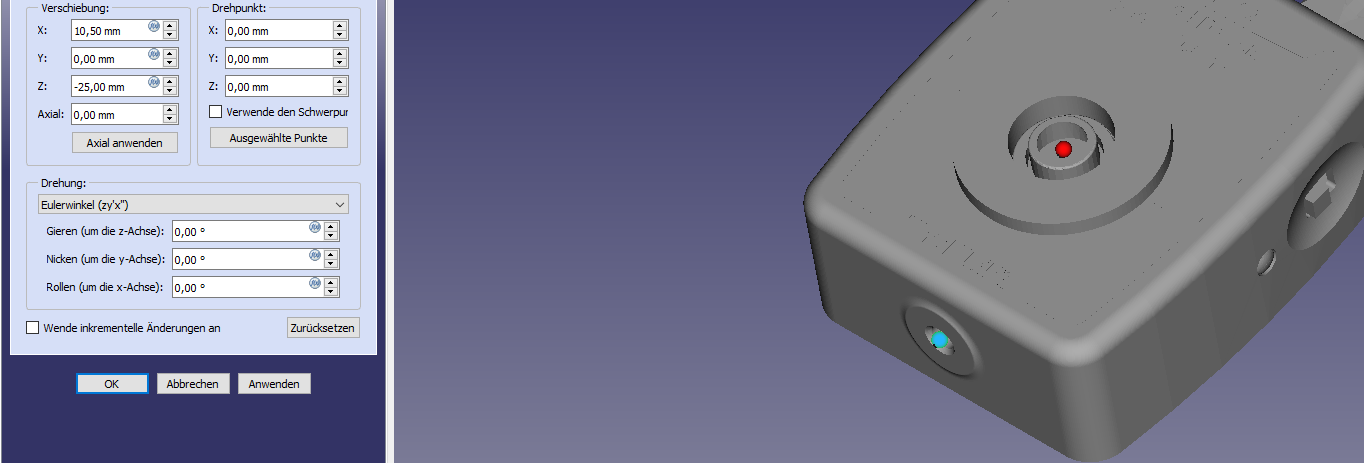 Verschiebung:
X: 10,50 mm
Y: 0,00 mm
Z: -25,00 mm
Axial: 0,00 mm
Axial anwenden
Drehpunkt:
X: 0,00 mm
Y: 0,00 mm
Z: 0,00 mm
Verwende den Schwerpur
Ausgewählte Punkte
Drehung:
Eulerwinkel (zy'x'')
Gieren (um die z-Achse): 0,00 °
Nicken (um die y-Achse): 0,00 °
Rollen (um die x-Achse): 0,00 °
Wende inkrementelle Änderungen an
Zurücksetzen
OK Abbrechen Anwenden